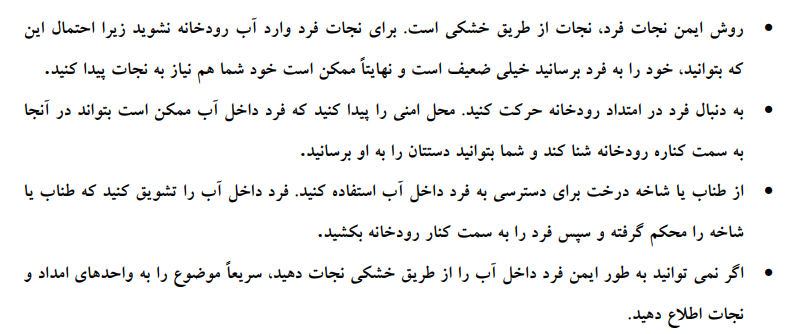 • روش ایمن نجات فرد، نجات از طریق خشکی است. برای نجات فرد وارد آب رودخانه نشوید زیرا احتمال این
که بتوانید، خود را به فرد برسانید خیلی ضعیف است و نهایتاً ممکن است خود شما هم نیاز به نجات پیدا کنید.
• به دنبال فرد در امتداد رودخانه حرکت کنید. محل امنی را پیدا کنید که فرد داخل آب ممکن است بتواند در آنجا
به سمت کناره رودخانه شنا کند و شما بتوانید دستتان را به او برسانید.
• از طناب یا شاخه درخت برای دسترسی به فرد داخل آب استفاده کنید. فرد داخل آب را تشویق کنید که طناب یا
شاخه را محکم گرفته و سپس فرد را به سمت کنار رودخانه بکشید.
• اگر نمی توانید به طور ایمن فرد داخل آب را از طریق خشکی نجات دهید، سریعاً موضوع را به واحدهای امداد و
نجات اطلاع دهید.